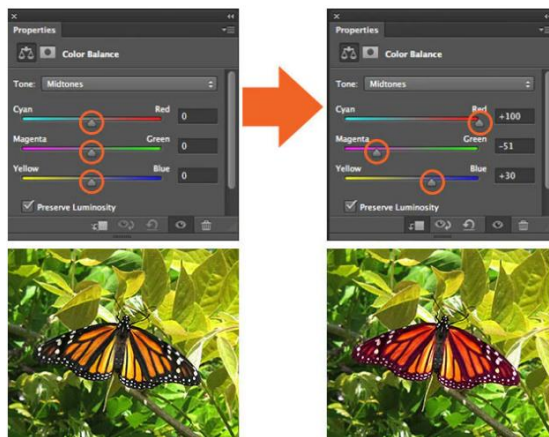 Properties
Color Balance
Tone: Midtones
Cyan Red 0
Magenta Green 0
Yellow Blue 0
Preserve Luminosity
Properties
Color Balance
Tone: Midtones
Cyan Red +100
Magenta Green -51
Yellow Blue +30
Preserve Luminosity